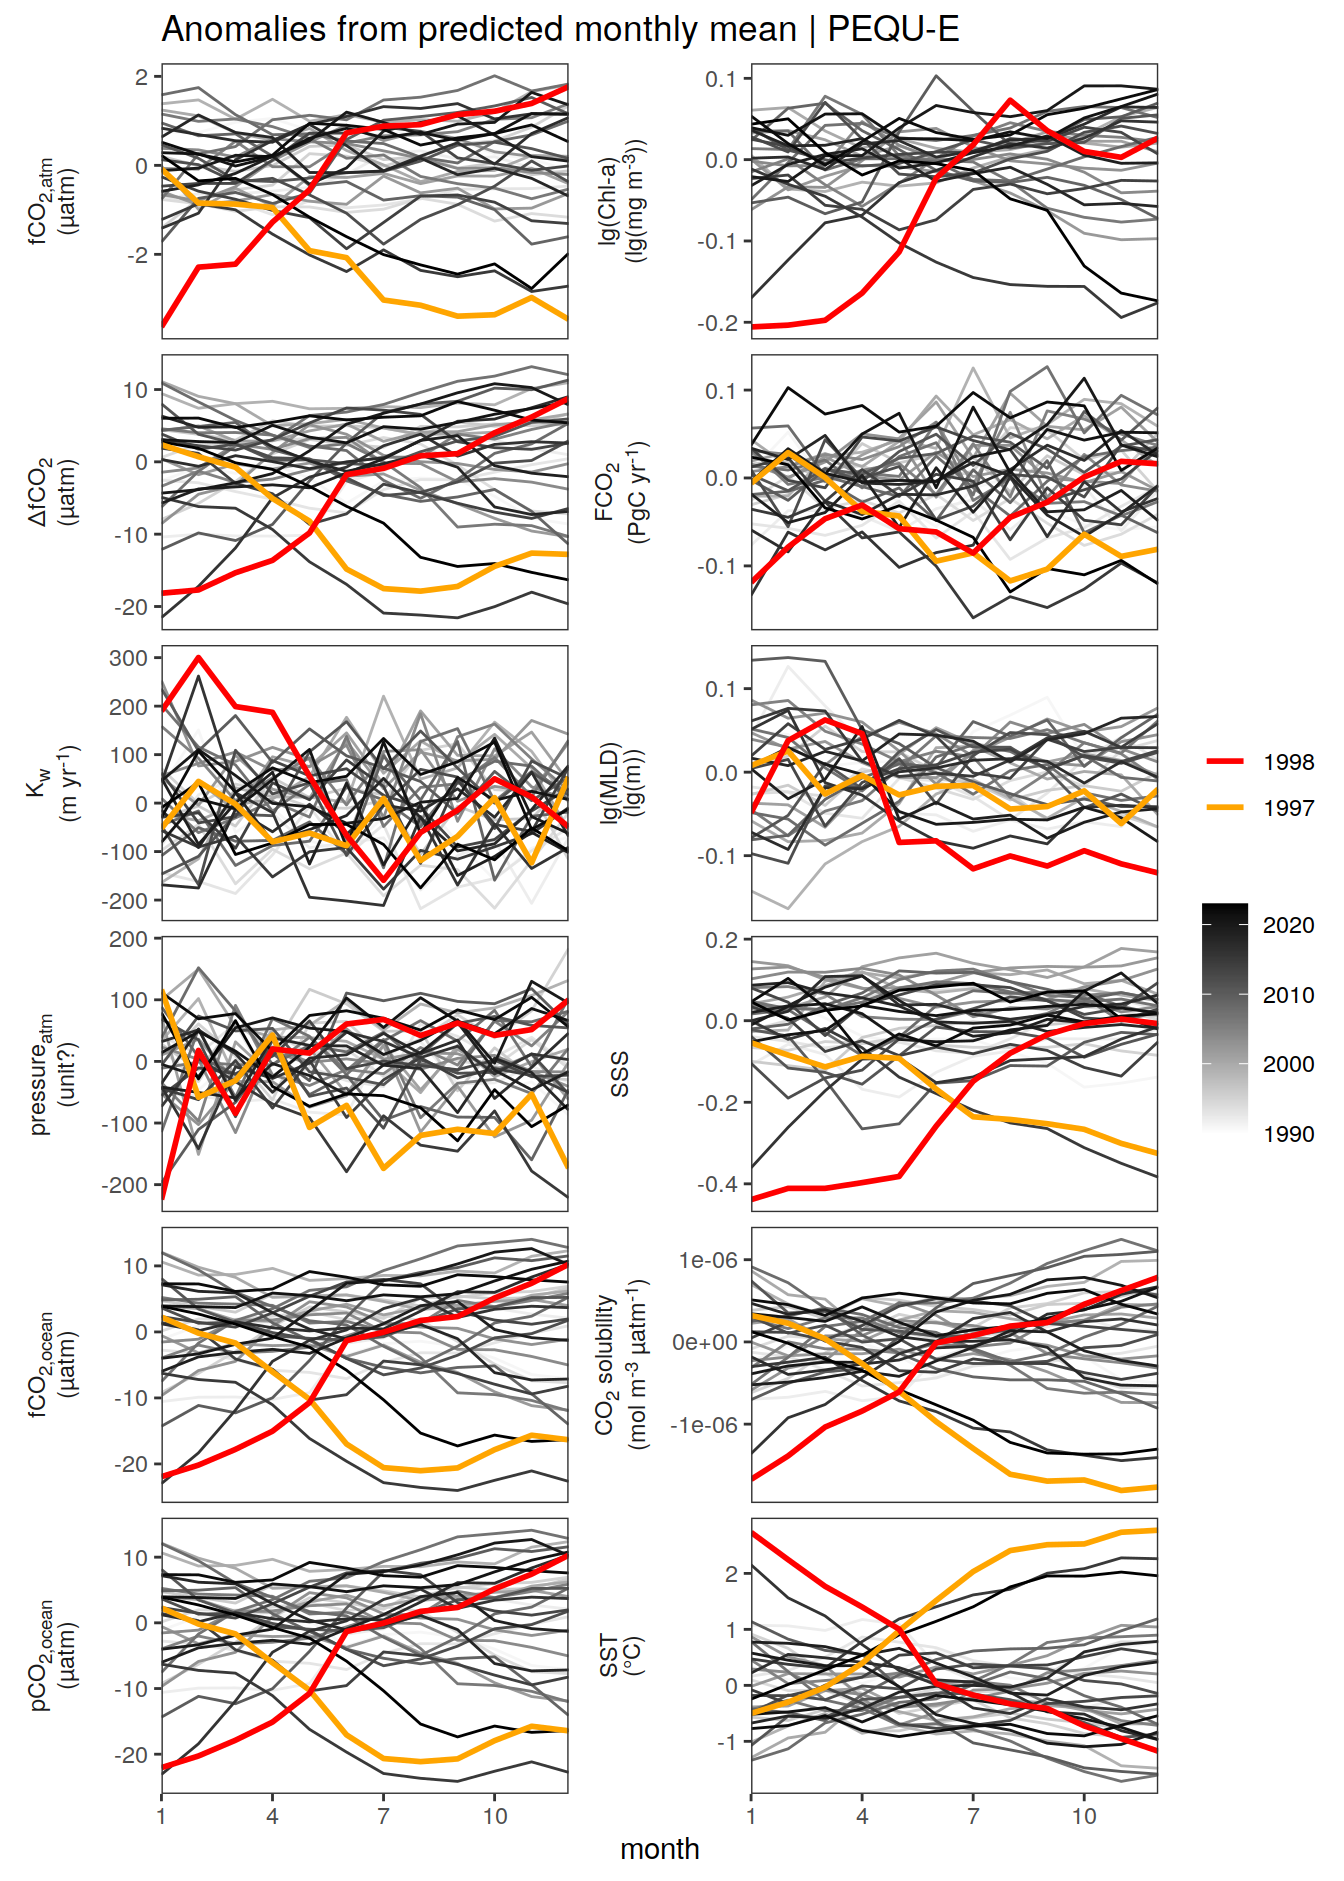 Anomalies from predicted monthly mean | PEQU-E
fCO2,atm
(µatm)
2
0
-2
lg(Chl-a)
(lg(mg m-3))
0.1
0.0
-0.1
-0.2
ΔfCO2
(µatm)
10
0
-10
-20
FCO2
(PgC yr-1)
0.1
0.0
-0.1
Kw
(m yr-1)
300
200
100
0
-100
-200
lg(MLD)
(lg(m))
0.1
0.0
-0.1
pressureatm
(unit?)
200
100
0
-100
-200
SSS
0.2
0.0
-0.2
-0.4
fCO2,ocean
(µatm)
10
0
-10
-20
CO2 solubility
(mol m-3 µatm-1)
1e-06
0e+00
-1e-06
pCO2,ocean
(µatm)
10
0
-10
-20
SST
(°C)
2
1
0
-1
1 4 7 10
1 4 7 10
month
1998
1997
2020
2010
2000
1990